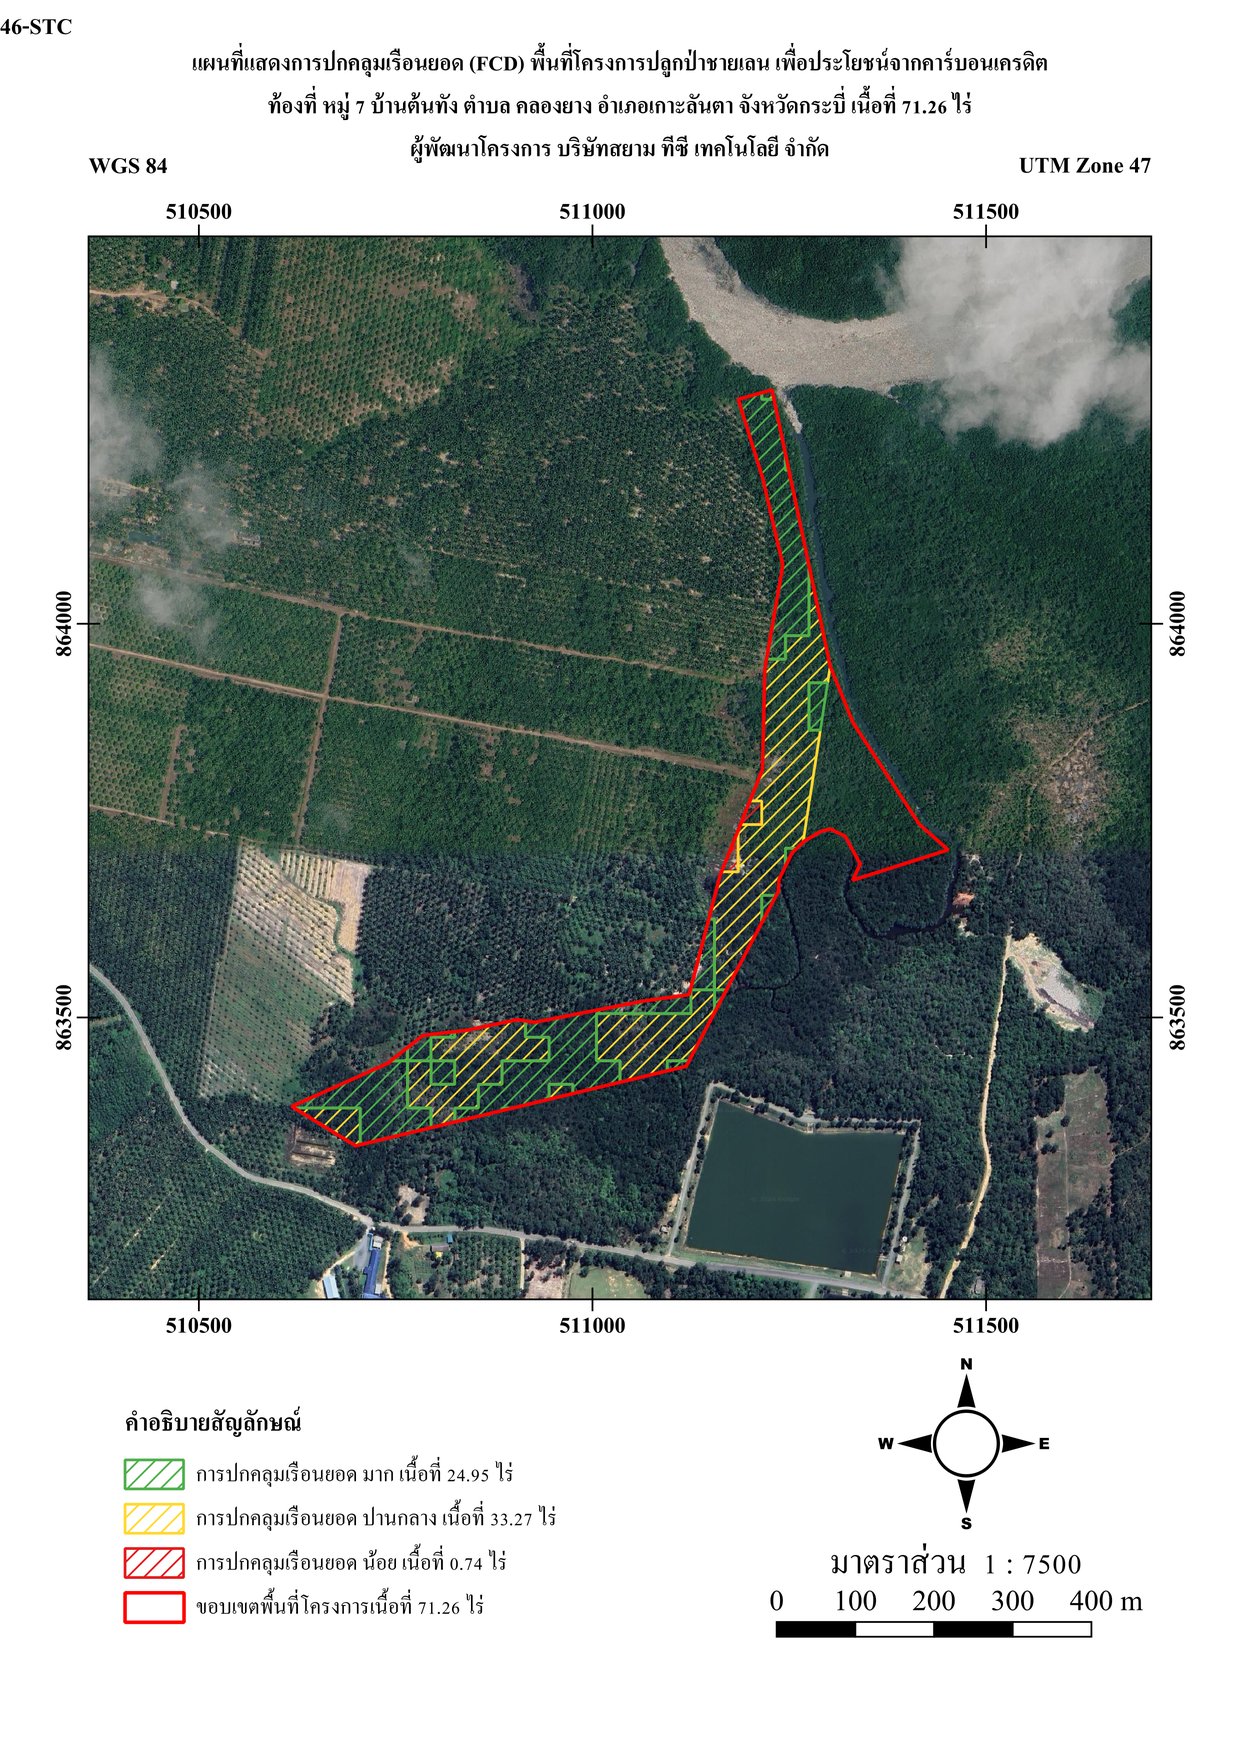 46-STC
แผนที่แสดงการปกคลุมเรือนยอด (FCD) พื้นที่โครงการปลูกป่าชายเลน เพื่อประโยชน์จากคาร์บอนเครดิต
ท้องที่ หมู่ 7 บ้านต้นทัง ตำบล คลองยาง อำเภอเกาะลันตา จังหวัดกระบี่ เนื้อที่ 71.26 ไร่
ผู้พัฒนาโครงการ บริษัทสยาม ทีซี เทคโนโลยี จำกัด
WGS 84
UTM Zone 47
510500 511000 511500
864000 864000
863500 863500
510500 511000 511500
คำอธิบายสัญลักษณ์
การปกคลุมเรือนยอด มาก เนื้อที่ 24.95 ไร่
การปกคลุมเรือนยอด ปานกลาง เนื้อที่ 33.27 ไร่
การปกคลุมเรือนยอด น้อย เนื้อที่ 0.74 ไร่
ขอบเขตพื้นที่โครงการเนื้อที่ 71.26 ไร่
N
W E
S
มาตราส่วน 1 : 7500
0 100 200 300 400 m